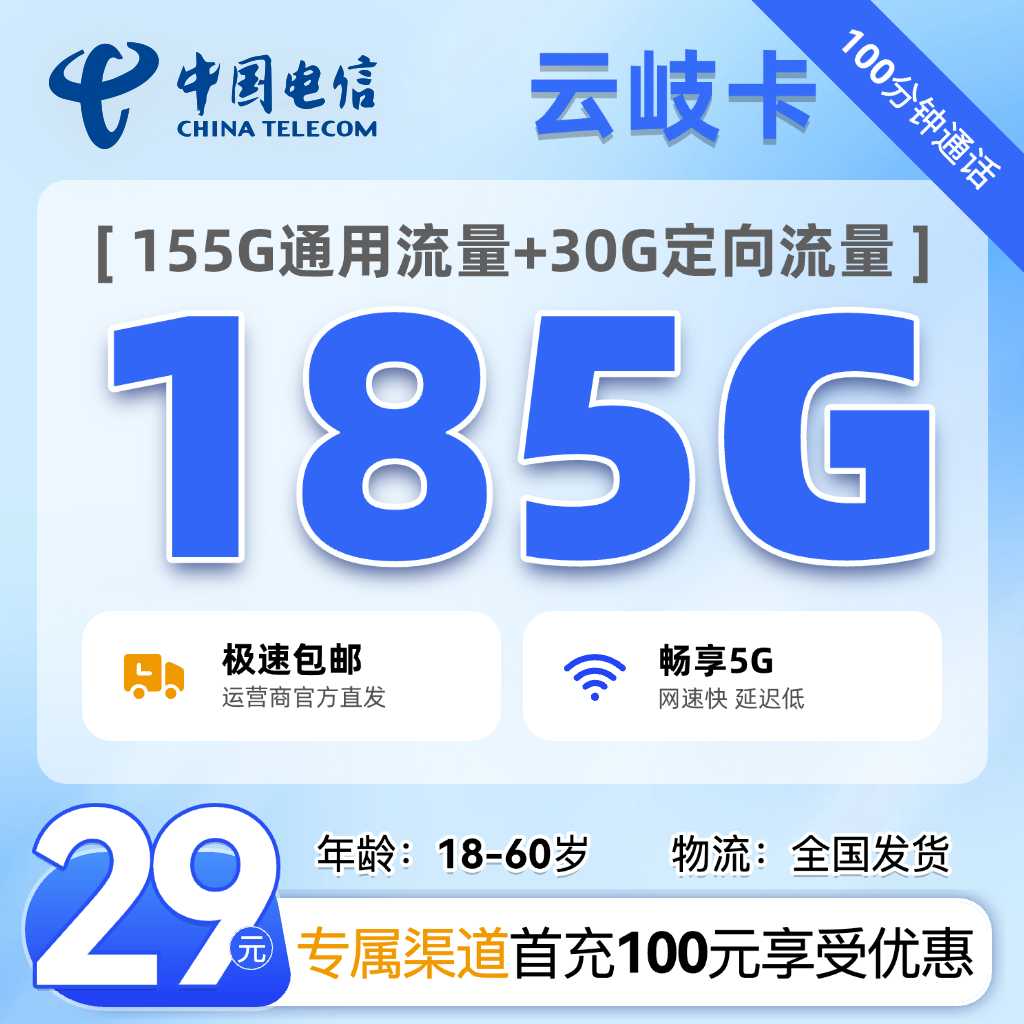 中国电信
CHINA TELECOM
云岐卡
100分钟通话
[ 155G通用流量+30G定向流量 ]
185G
极速包邮
运营商官方直发
畅享5G
网速快 延迟低
29元
年龄：18-60岁
物流：全国发货
专属渠道首充100元享受优惠